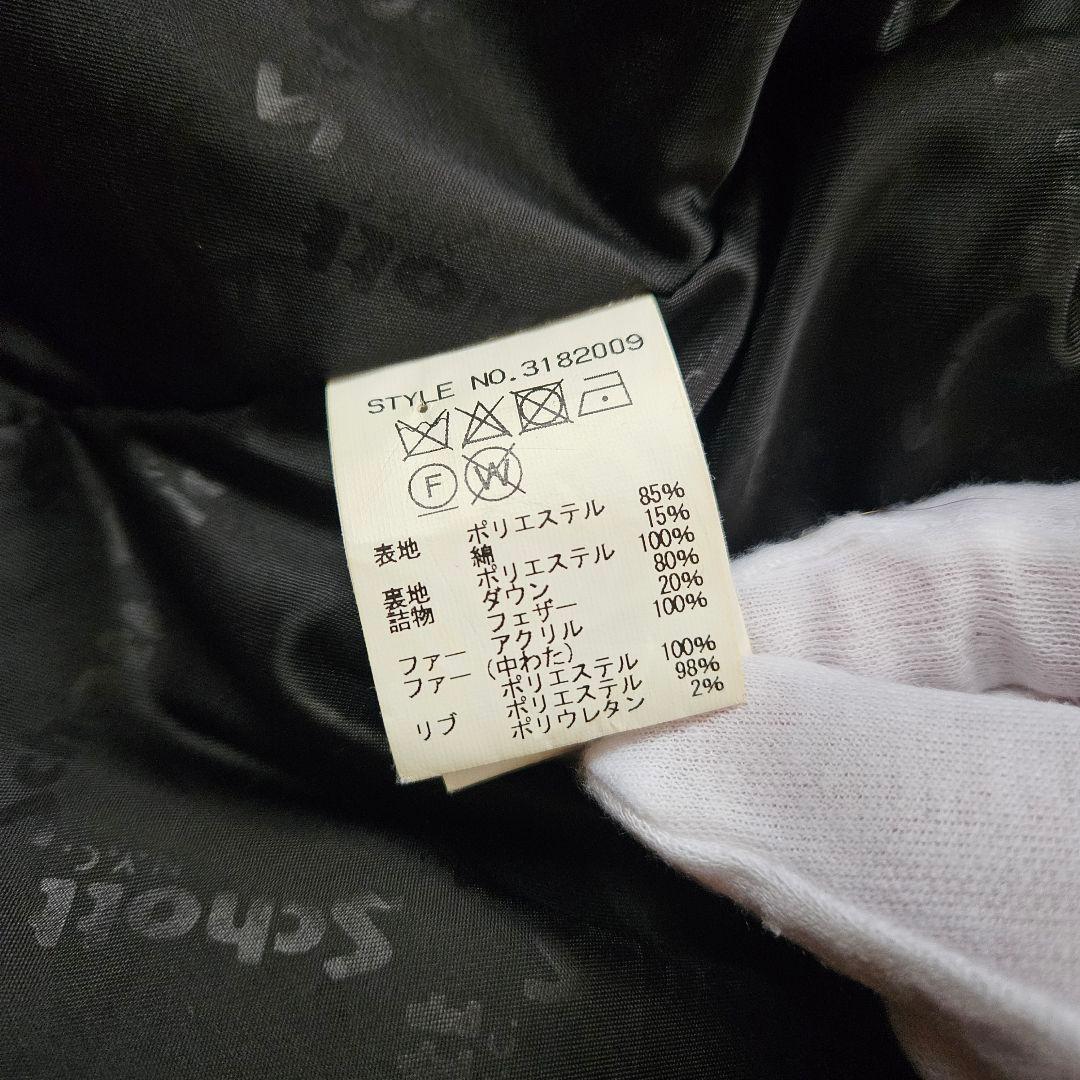 STYLE NO.3182009
F W
表地 ポリエステル 85%
綿 15%
裏地 ポリエステル 100%
詰物 ダウン 80%
フェザー 20%
ファー アクリル 100%
ファー (中わた)
ポリエステル 100%
リブ ポリエステル 98%
ポリウレタン 2%
Schott
N.Y.C.